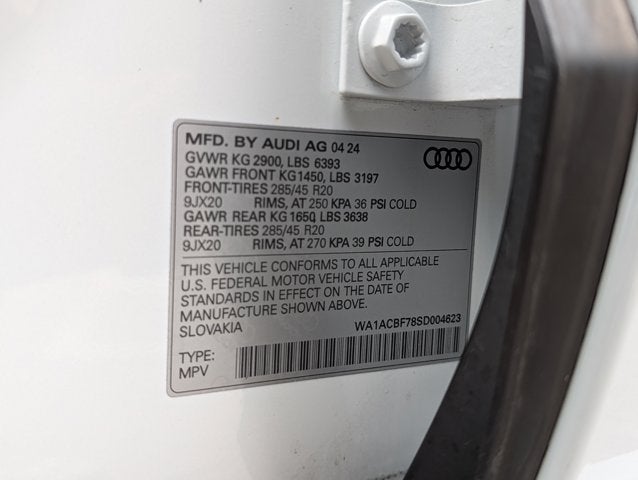 MFD. BY AUDI AG 04 24
GVWR KG 2900, LBS 6393
GAWR FRONT KG1450, LBS 3197
FRONT-TIRES 285/45 R20
9JX20 RIMS, AT 250 KPA 36 PSI COLD
GAWR REAR KG 1650, LBS 3638
REAR-TIRES 285/45 R20
9JX20 RIMS, AT 270 KPA 39 PSI COLD
THIS VEHICLE CONFORMS TO ALL APPLICABLE
U.S. FEDERAL MOTOR VEHICLE SAFETY
STANDARDS IN EFFECT ON THE DATE OF
MANUFACTURE SHOWN ABOVE.
SLOVAKIA WA1ACBF78SD004623
TYPE:
MPV